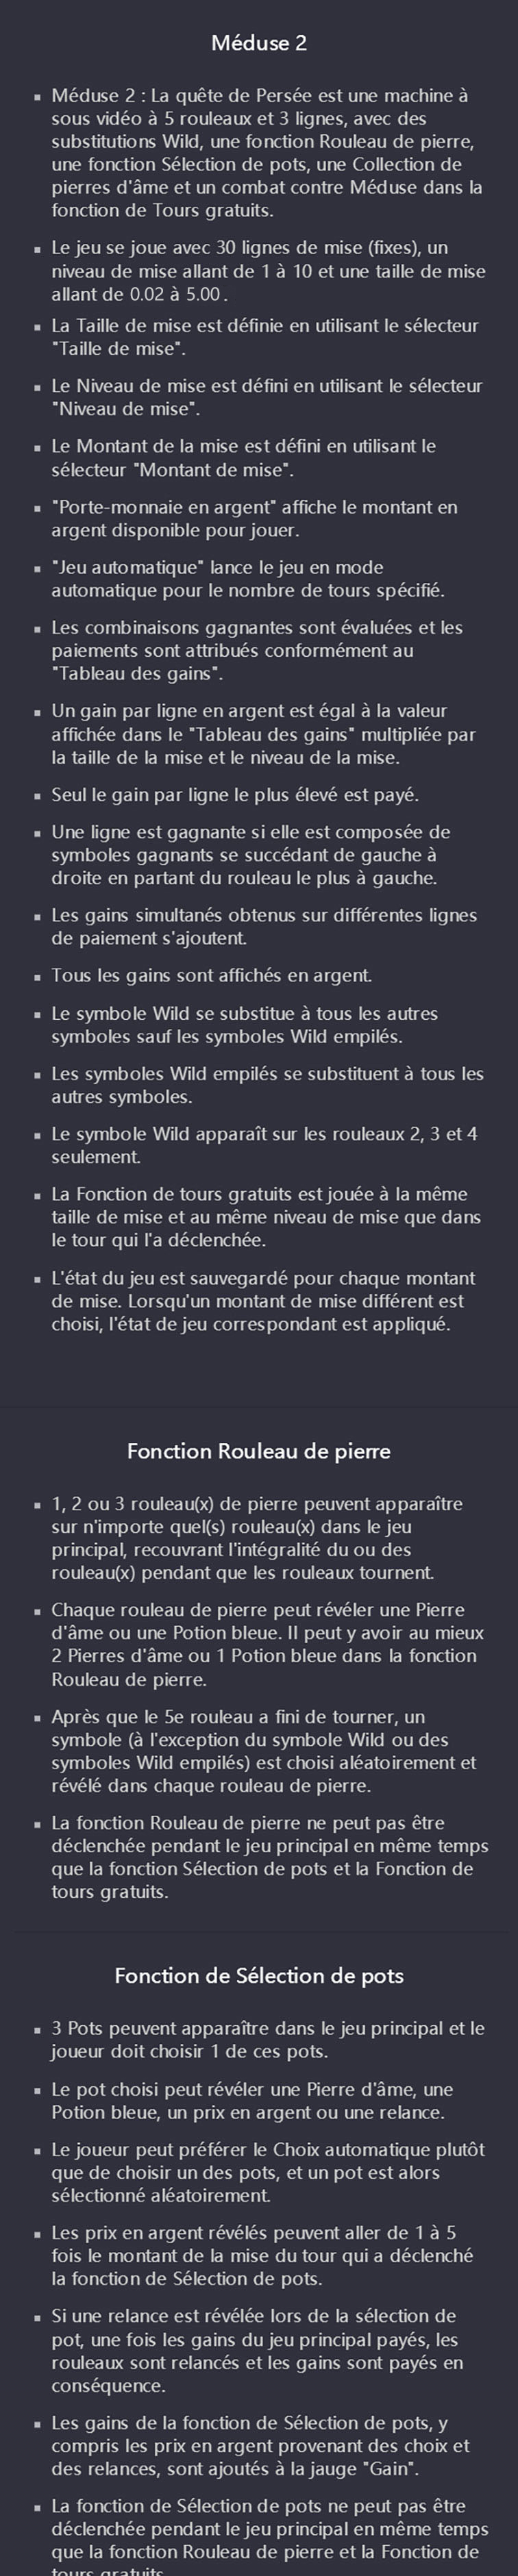 Méduse 2
Méduse 2 : La quête de Persée est une machine à
sous vidéo à 5 rouleaux et 3 lignes, avec des
substitutions Wild, une fonction Rouleau de pierre,
une fonction Sélection de pots, une Collection de
pierres d'âme et un combat contre Méduse dans la
fonction de Tours gratuits.
Le jeu se joue avec 30 lignes de mise (fixes), un
niveau de mise allant de 1 à 10 et une taille de mise
allant de 0.02 à 5.00 .
La Taille de mise est définie en utilisant le sélecteur
"Taille de mise".
Le Niveau de mise est défini en utilisant le sélecteur
"Niveau de mise".
Le Montant de la mise est défini en utilisant le
sélecteur "Montant de mise".
"Porte-monnaie en argent" affiche le montant en
argent disponible pour jouer.
"Jeu automatique" lance le jeu en mode
automatique pour le nombre de tours spécifié.
Les combinaisons gagnantes sont évaluées et les
paiements sont attribués conformément au
"Tableau des gains".
Un gain par ligne en argent est égal à la valeur
affichée dans le "Tableau des gains" multipliée par
la taille de la mise et le niveau de la mise.
Seul le gain par ligne le plus élevé est payé.
Une ligne est gagnante si elle est composée de
symboles gagnants se succédant de gauche à
droite en partant du rouleau le plus à gauche.
Les gains simultanés obtenus sur différentes lignes
de paiement s'ajoutent.
Tous les gains sont affichés en argent.
Le symbole Wild se substitue à tous les autres
symboles sauf les symboles Wild empilés.
Les symboles Wild empilés se substituent à tous les
autres symboles.
Le symbole Wild apparaît sur les rouleaux 2, 3 et 4
seulement.
La Fonction de tours gratuits est jouée à la même
taille de mise et au même niveau de mise que dans
le tour qui l'a déclenchée.
L'état du jeu est sauvegardé pour chaque montant
de mise. Lorsqu'un montant de mise différent est
choisi, l'état de jeu correspondant est appliqué.
Fonction Rouleau de pierre
1, 2 ou 3 rouleau(x) de pierre peuvent apparaître
sur n'importe quel(s) rouleau(x) dans le jeu
principal, recouvrant l'intégralité du ou des
rouleau(x) pendant que les rouleaux tournent.
Chaque rouleau de pierre peut révéler une Pierre
d'âme ou une Potion bleue. Il peut y avoir au mieux
2 Pierres d'âme ou 1 Potion bleue dans la fonction
Rouleau de pierre.
Après que le 5e rouleau a fini de tourner, un
symbole (à l'exception du symbole Wild ou des
symboles Wild empilés) est choisi aléatoirement et
révélé dans chaque rouleau de pierre.
La fonction Rouleau de pierre ne peut pas être
déclenchée pendant le jeu principal en même temps
que la fonction Sélection de pots et la Fonction de
tours gratuits.
Fonction de Sélection de pots
3 Pots peuvent apparaître dans le jeu principal et le
joueur doit choisir 1 de ces pots.
Le pot choisi peut révéler une Pierre d'âme, une
Potion bleue, un prix en argent ou une relance.
Le joueur peut préférer le Choix automatique plutôt
que de choisir un des pots, et un pot est alors
sélectionné aléatoirement.
Les prix en argent révélés peuvent aller de 1 à 5
fois le montant de la mise du tour qui a déclenché
la fonction de Sélection de pots.
Si une relance est révélée lors de la sélection de
pot, une fois les gains du jeu principal payés, les
rouleaux sont relancés et les gains sont payés en
conséquence.
Les gains de la fonction de Sélection de pots, y
compris les prix en argent provenant des choix et
des relances, sont ajoutés à la jauge "Gain".
La fonction de Sélection de pots ne peut pas être
déclenchée pendant le jeu principal en même temps
que la fonction Rouleau de pierre et la Fonction de
tours gratuits